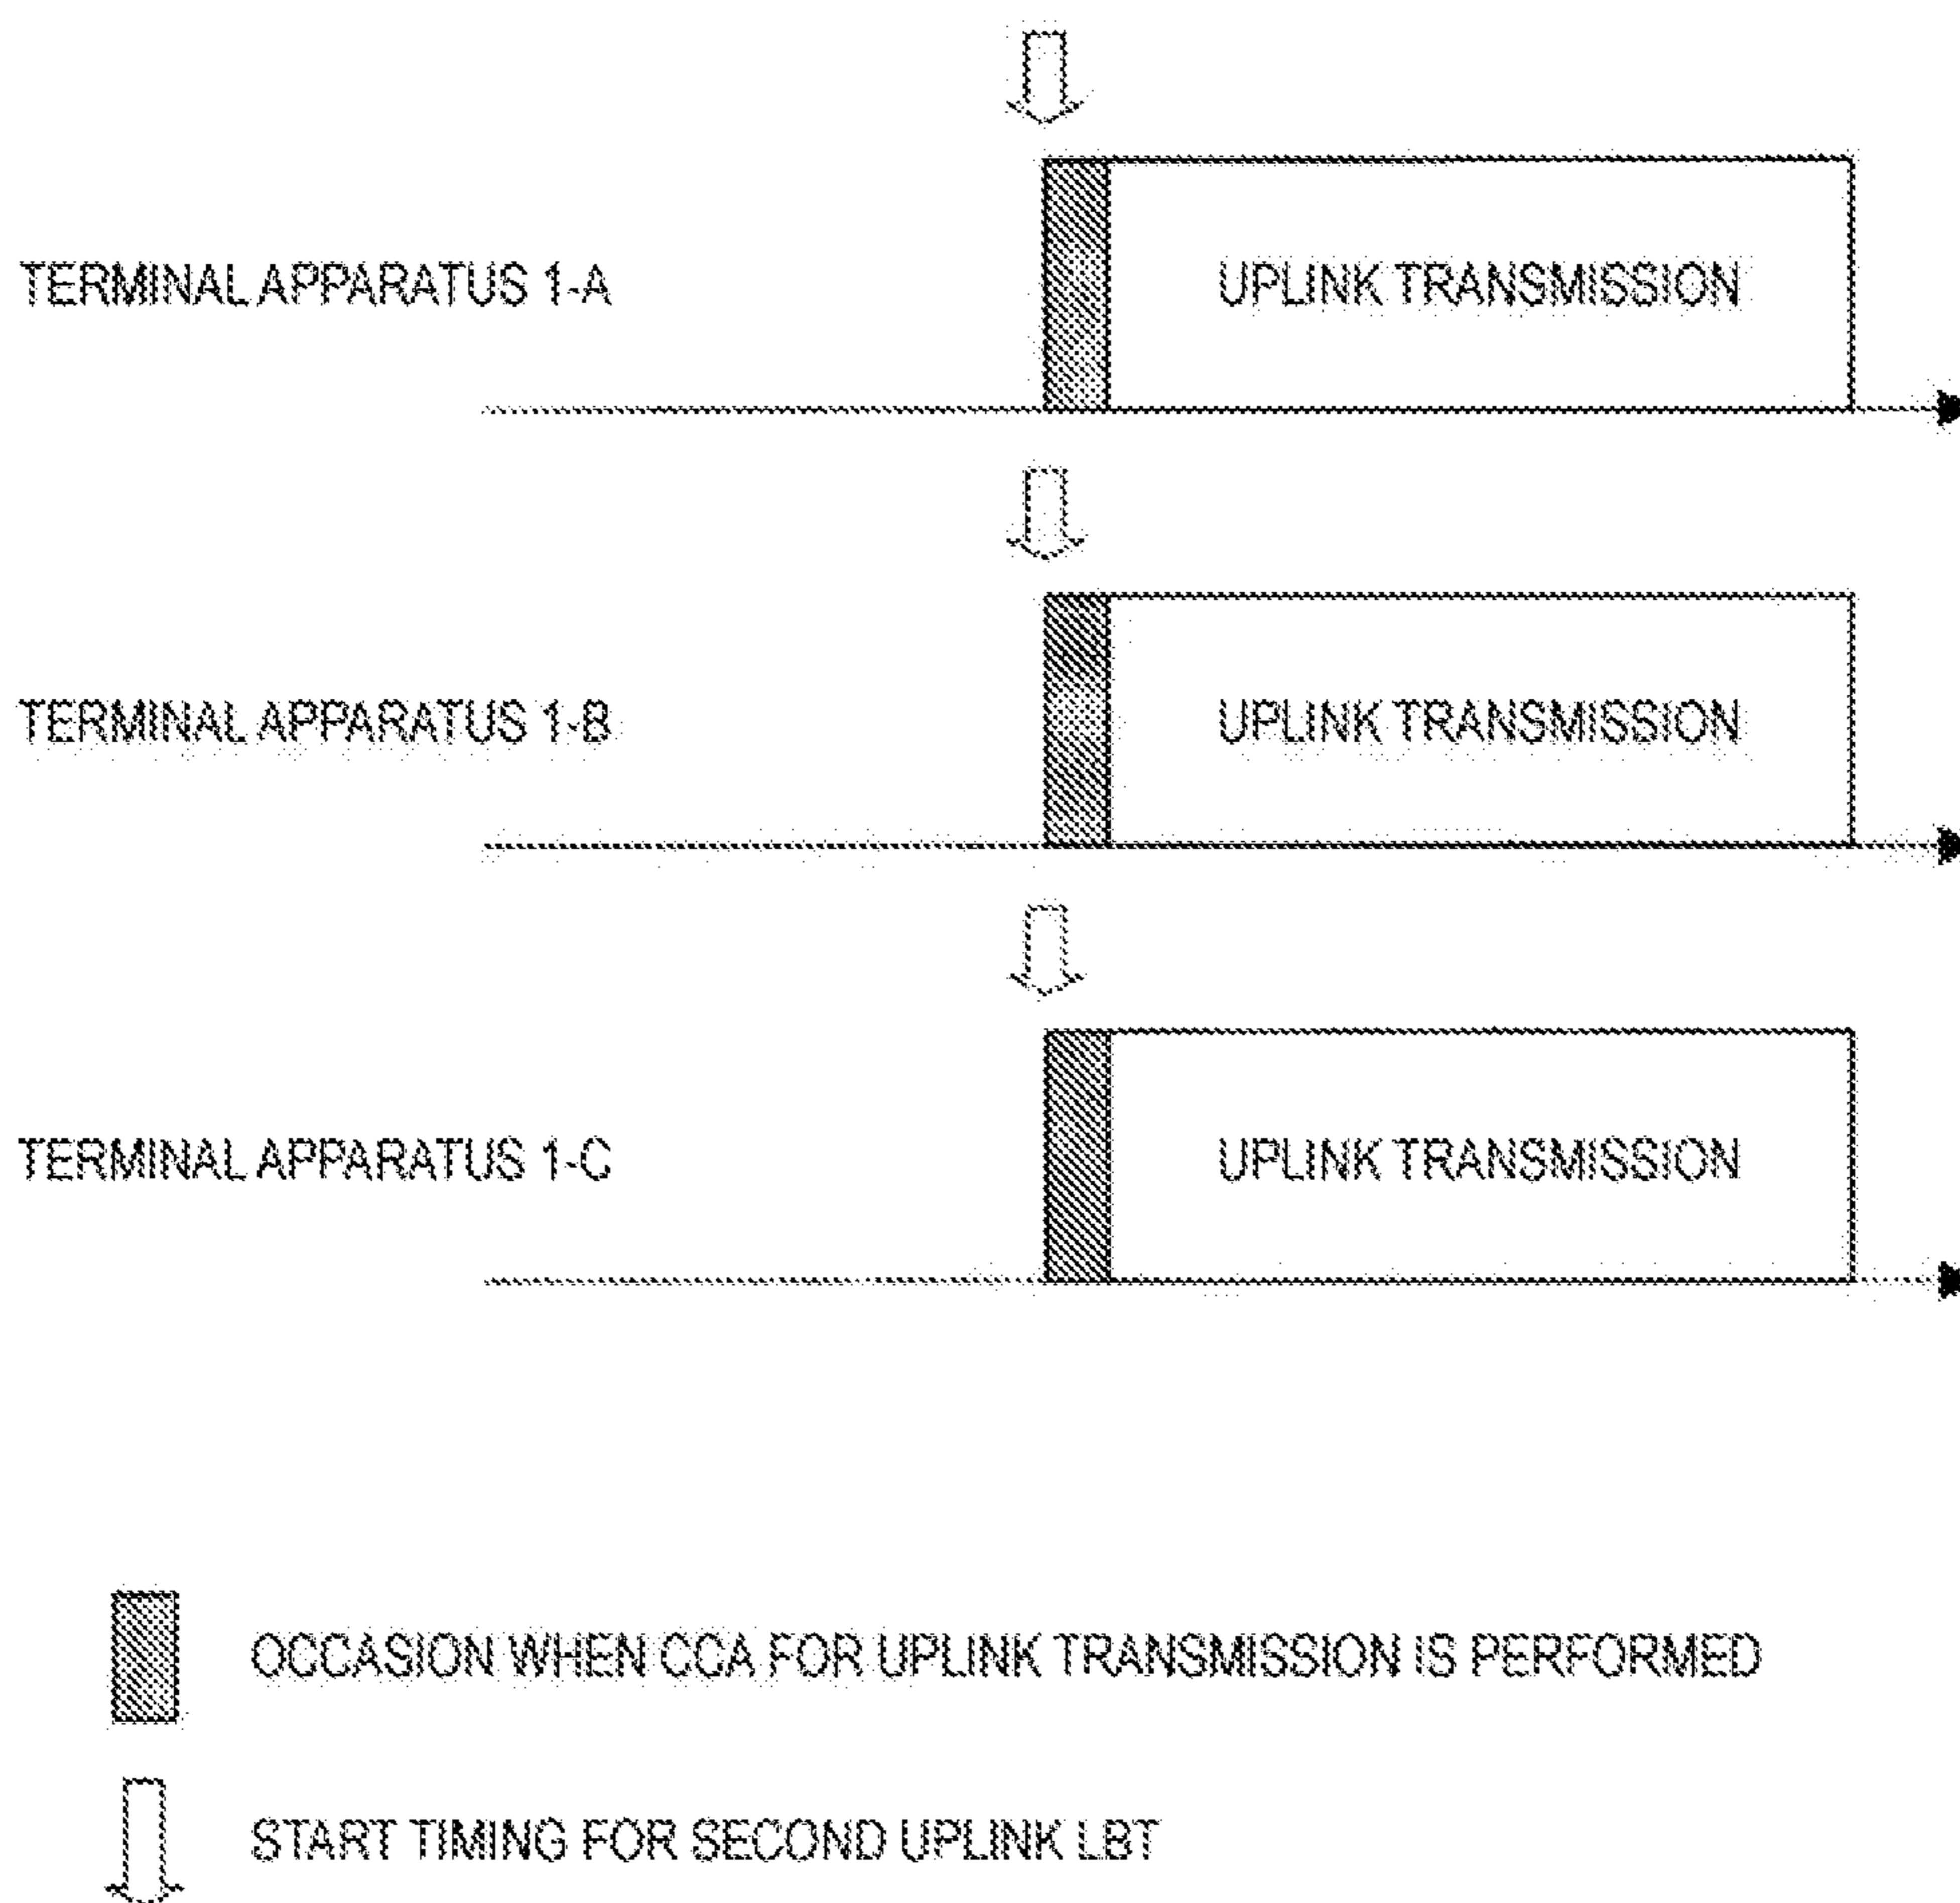 TERMINAL APPARATUS 1-A
UPLINK TRANSMISSION
TERMINAL APPARATUS 1-B
UPLINK TRANSMISSION
TERMINAL APPARATUS 1-C
UPLINK TRANSMISSION
OCCASION WHEN CCA FOR UPLINK TRANSMISSION IS PERFORMED
START TIMING FOR SECOND UPLINK LBT